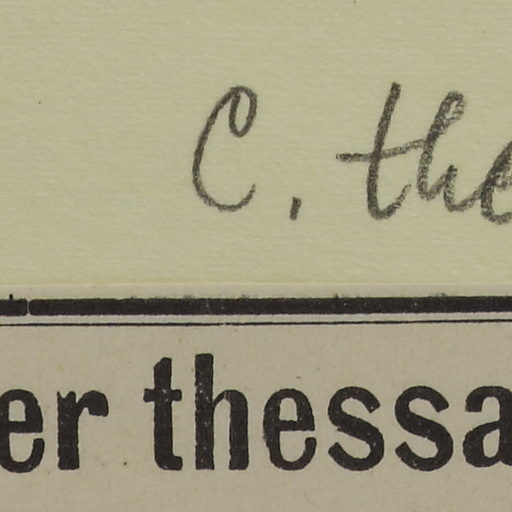 C. the
er thessa